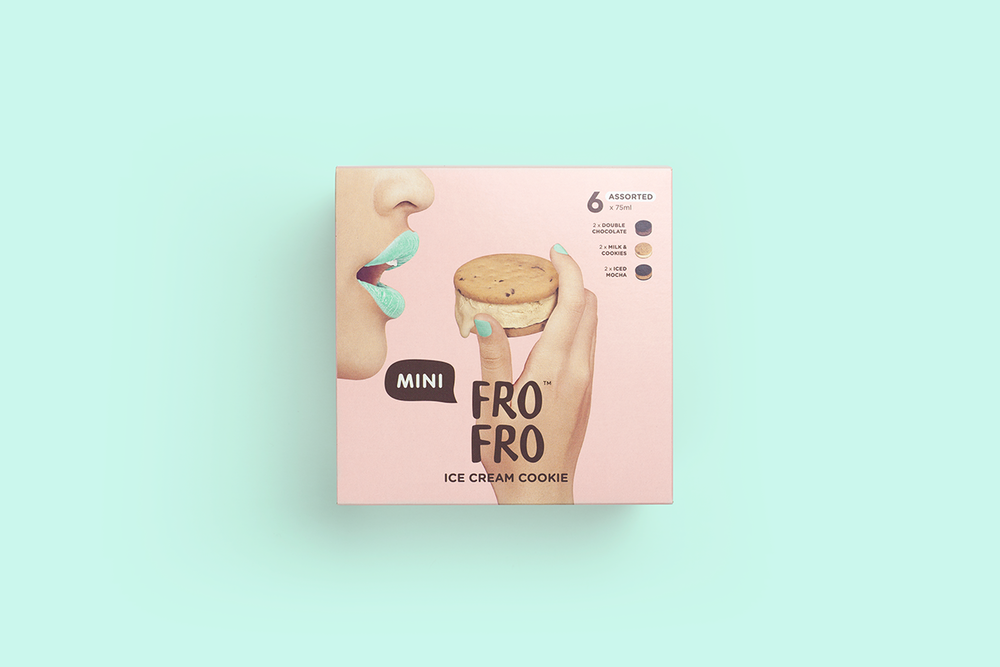 6 ASSORTED
x 75ml
2 x DOUBLE
CHOCOLATE
2 x MILK &
COOKIES
2 x ICED
MOCHA
MINI
FRO™
FRO
ICE CREAM COOKIE